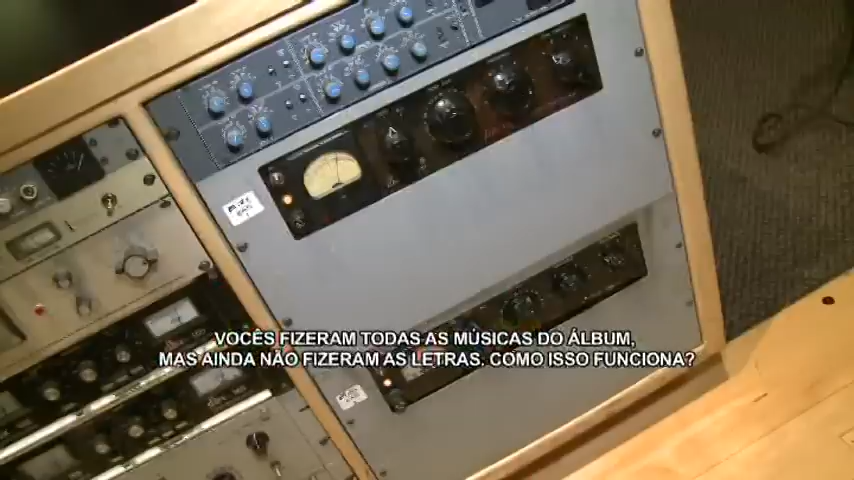 VOCÊS FIZERAM TODAS AS MÚSICAS DO ÁLBUM,
MAS AINDA NÃO FIZERAM AS LETRAS. COMO ISSO FUNCIONA?